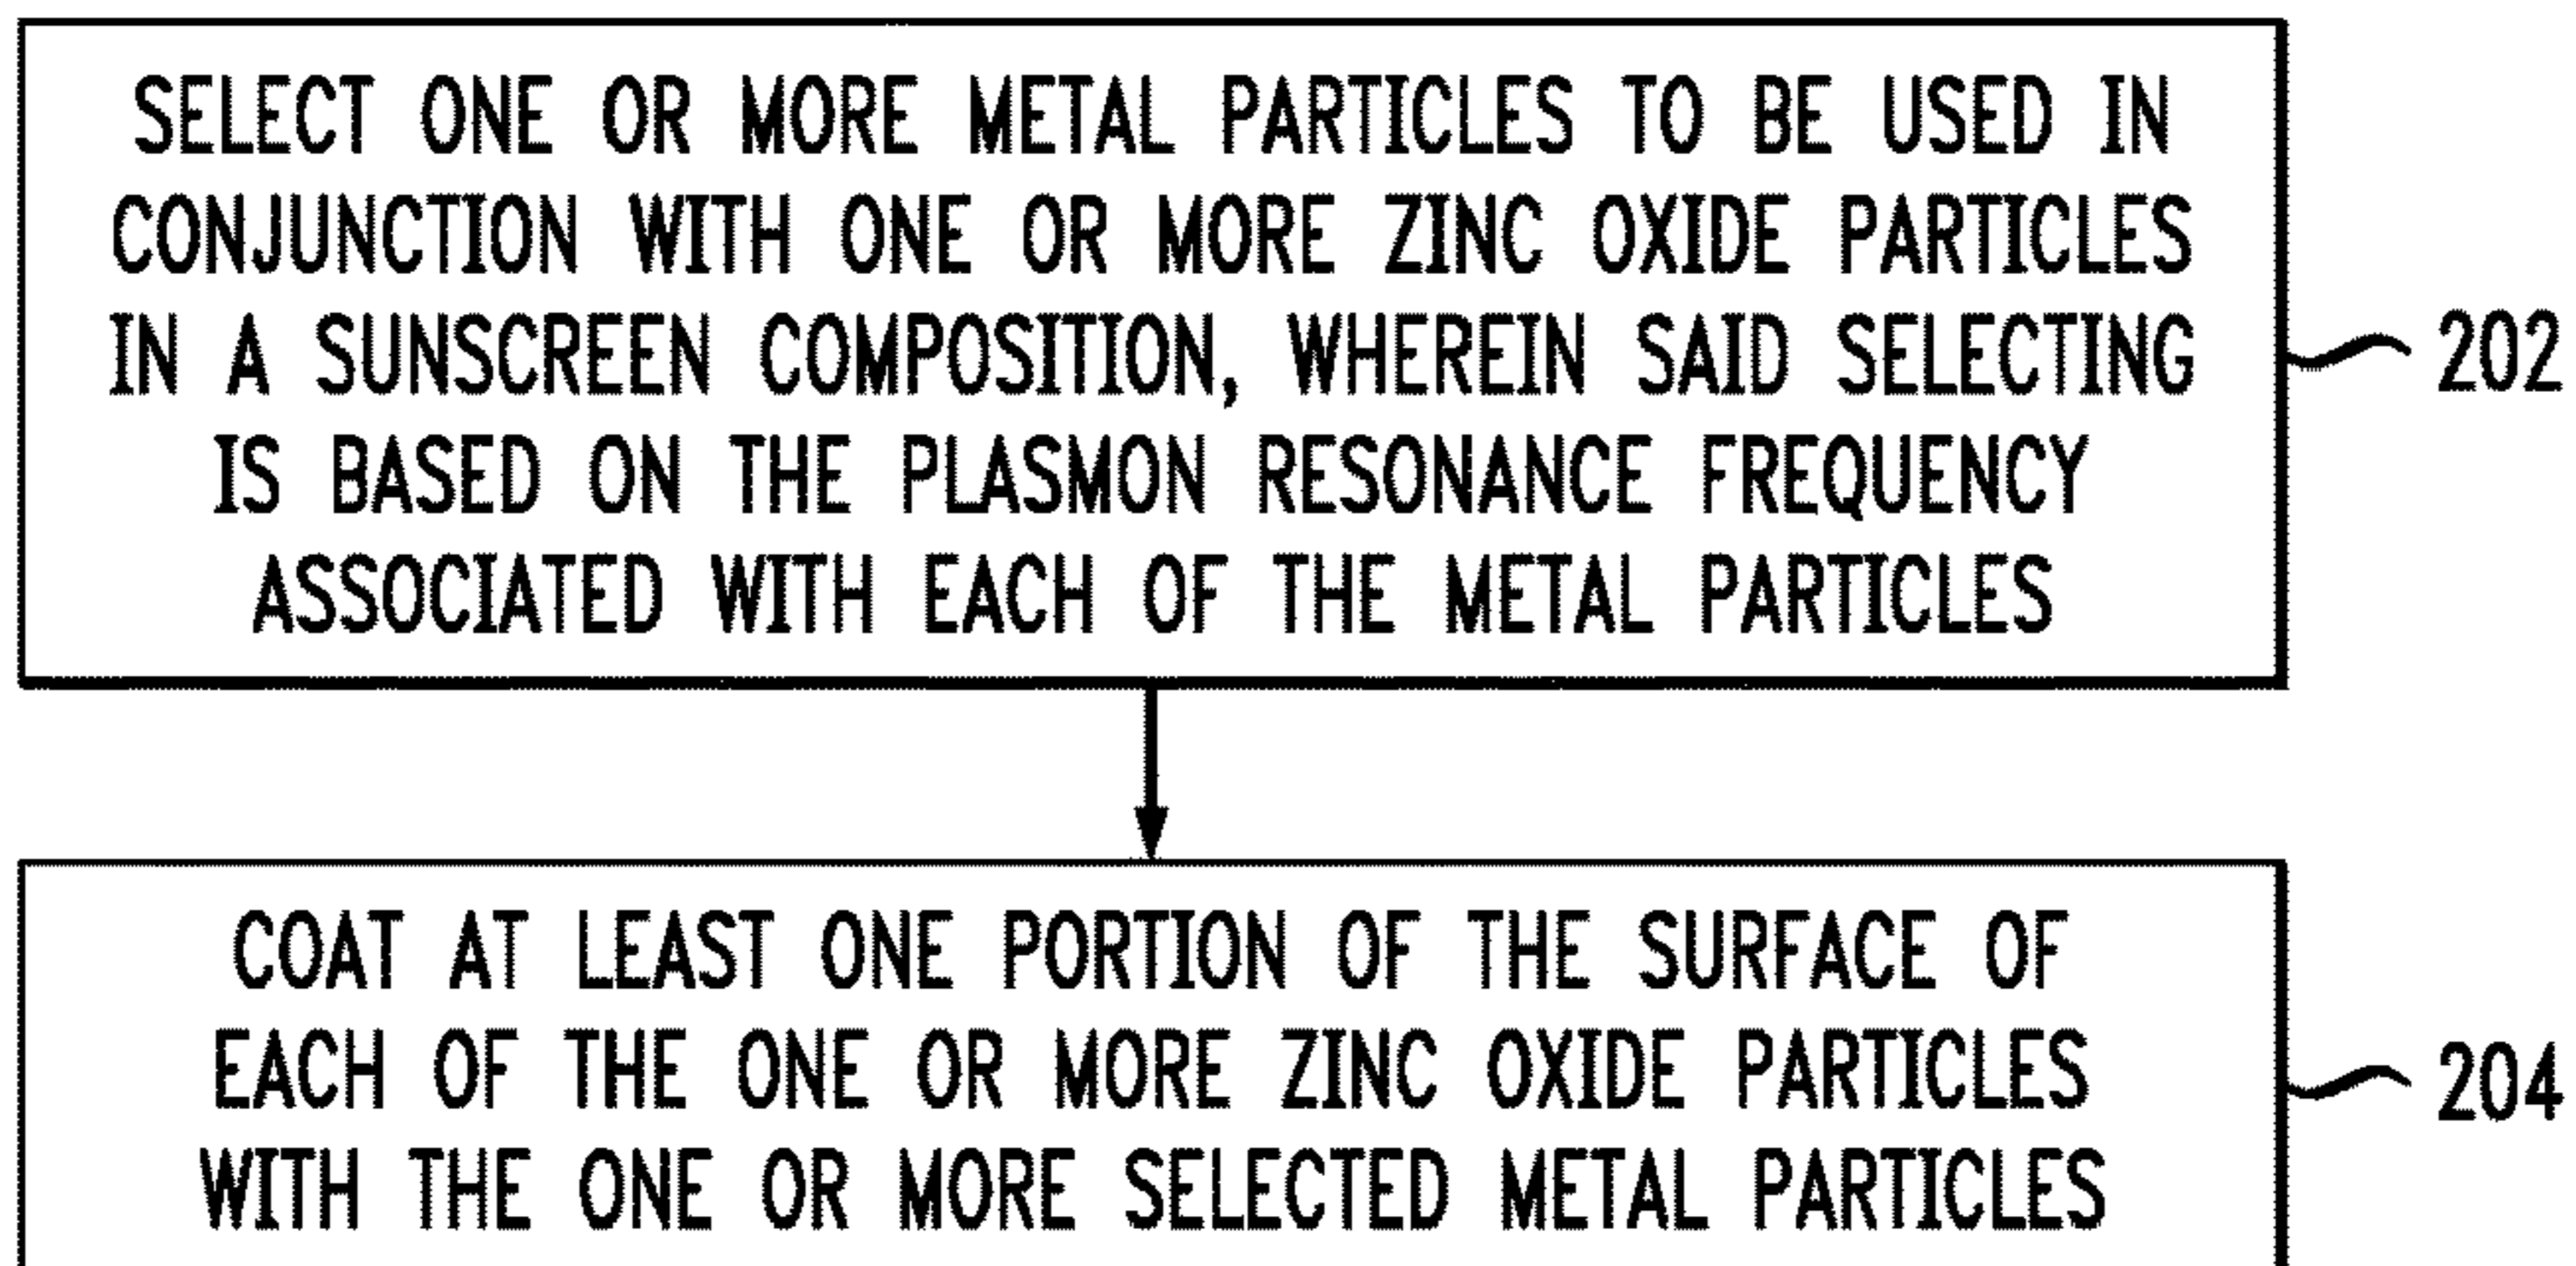 SELECT ONE OR MORE METAL PARTICLES TO BE USED IN
CONJUNCTION WITH ONE OR MORE ZINC OXIDE PARTICLES
IN A SUNSCREEN COMPOSITION, WHEREIN SAID SELECTING
IS BASED ON THE PLASMON RESONANCE FREQUENCY
ASSOCIATED WITH EACH OF THE METAL PARTICLES
202
COAT AT LEAST ONE PORTION OF THE SURFACE OF
EACH OF THE ONE OR MORE ZINC OXIDE PARTICLES
WITH THE ONE OR MORE SELECTED METAL PARTICLES
204